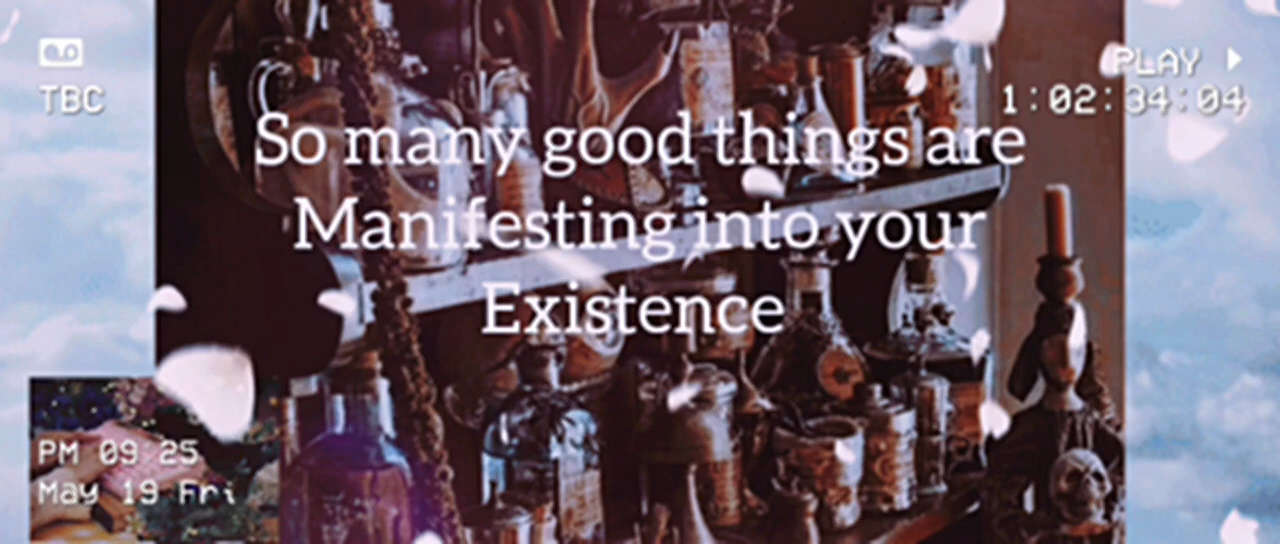 TBC
PLAY
1:02:34:04
So many good things are
Manifesting into your
Existence
PM 09:25
May 19 Fri